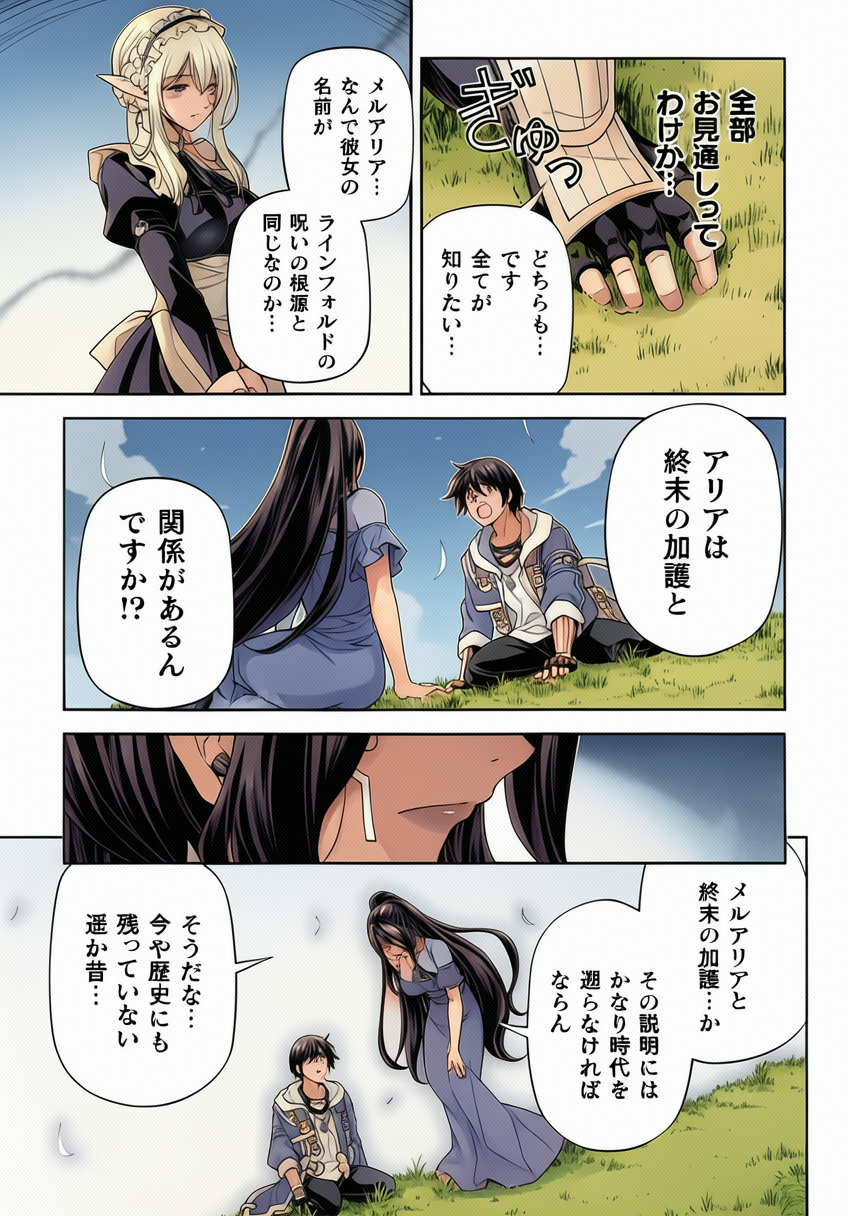 全部
お見通しって
わけか…
ぎゅっ
どちらも…
です
全てが
知りたい…
メルアリア…
なんで彼女の
名前が
ラインフォルドの
呪いの根源と
同じなのか…
アリアは
終末の加護と
関係があるん
ですか!?
メルアリアと
終末の加護…か
その説明には
かなり時代を
遡らなければ
ならん
そうだな…
今や歴史にも
残っていない
遥か昔…